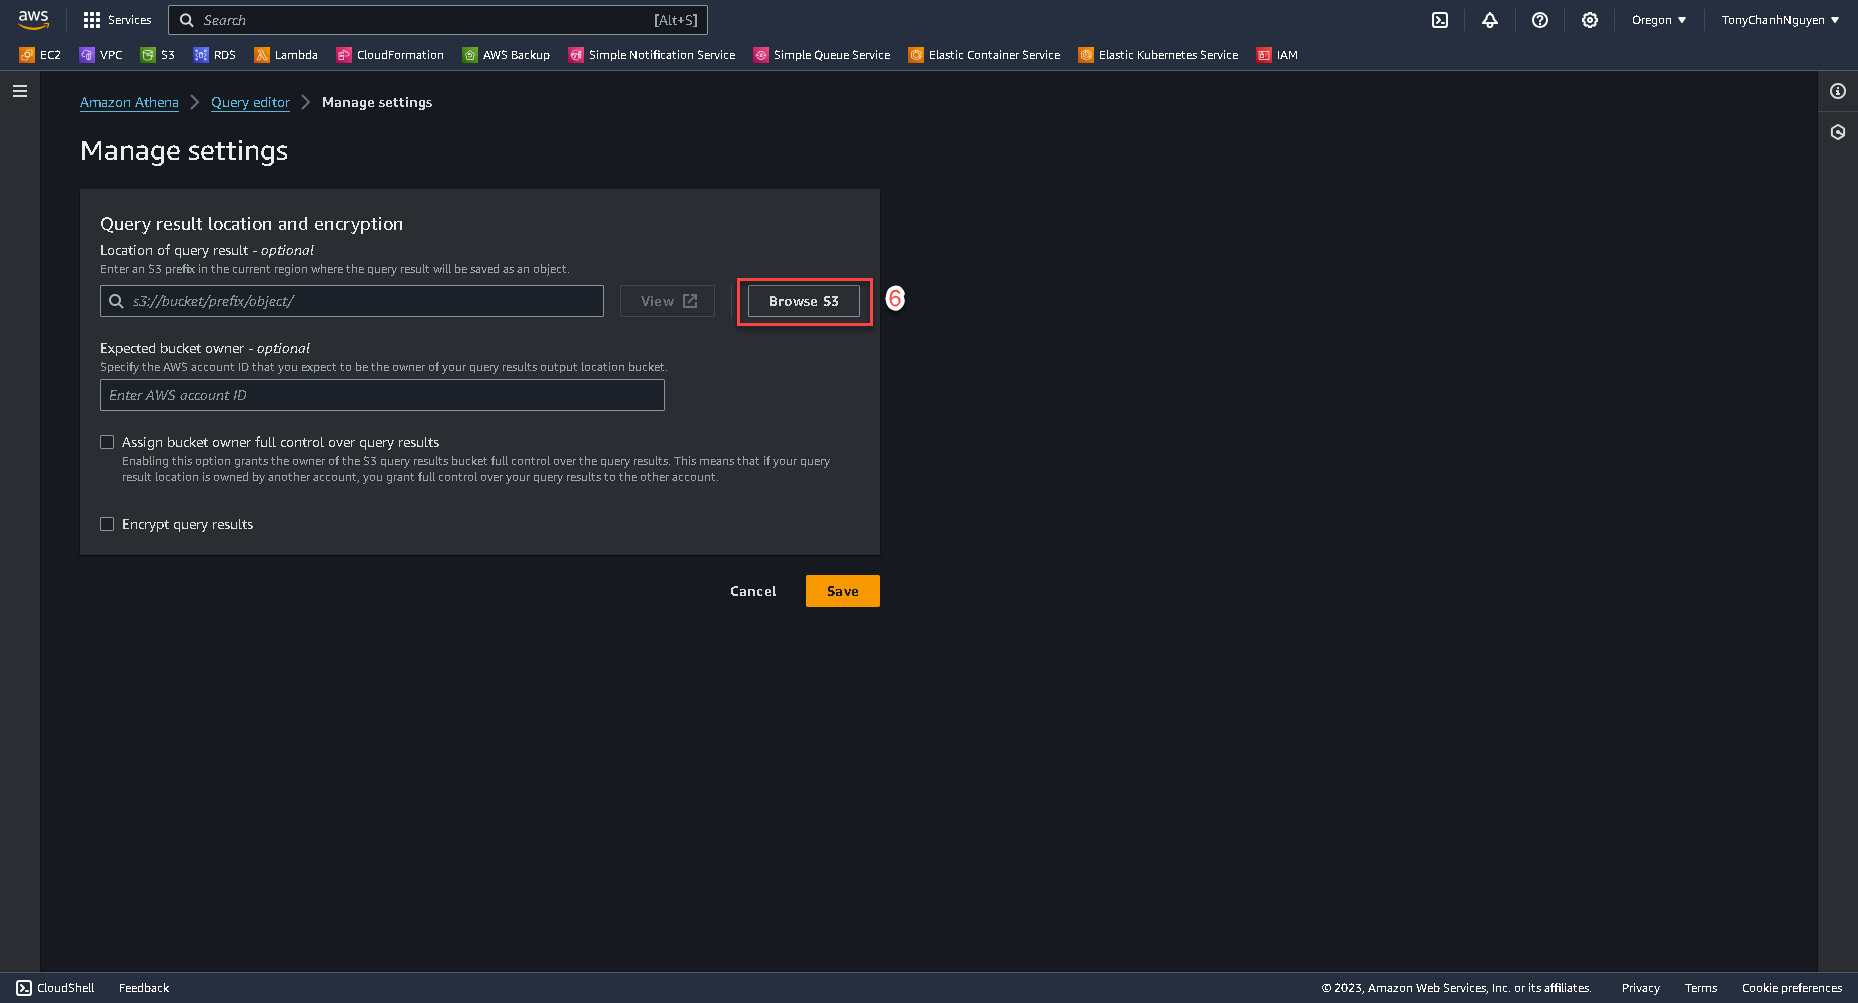 aws Services Search [Alt+S] Oregon TonyChanhNguyen
EC2 VPC S3 RDS Lambda CloudFormation AWS Backup Simple Notification Service Simple Queue Service Elastic Container Service Elastic Kubernetes Service IAM
Amazon Athena Query editor Manage settings
Manage settings
Query result location and encryption
Location of query result - optional
Enter an S3 prefix in the current region where the query result will be saved as an object.
s3://bucket/prefix/object/ View Browse S3 6
Expected bucket owner - optional
Specify the AWS account ID that you expect to be the owner of your query results output location bucket.
Enter AWS account ID
Assign bucket owner full control over query results
Enabling this option grants the owner of the S3 query results bucket full control over the query results. This means that if your query
result location is owned by another account, you grant full control over your query results to the other account.
Encrypt query results
Cancel Save
CloudShell Feedback © 2023, Amazon Web Services, Inc. or its affiliates. Privacy Terms Cookie preferences